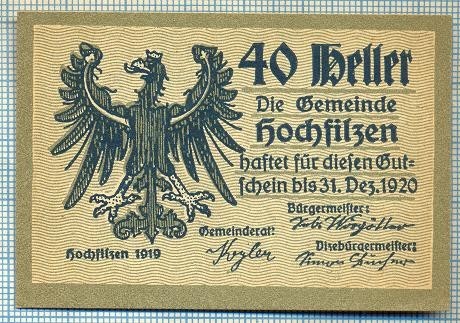 40 Heller
Die Gemeinde
Hochfilzen
haftet für diesen Gut-
schein bis 31. Dez. 1920
Bürgermeister:
Gemeinderat:
Vizebürgermeister:
Simon
Hochfilzen 1919